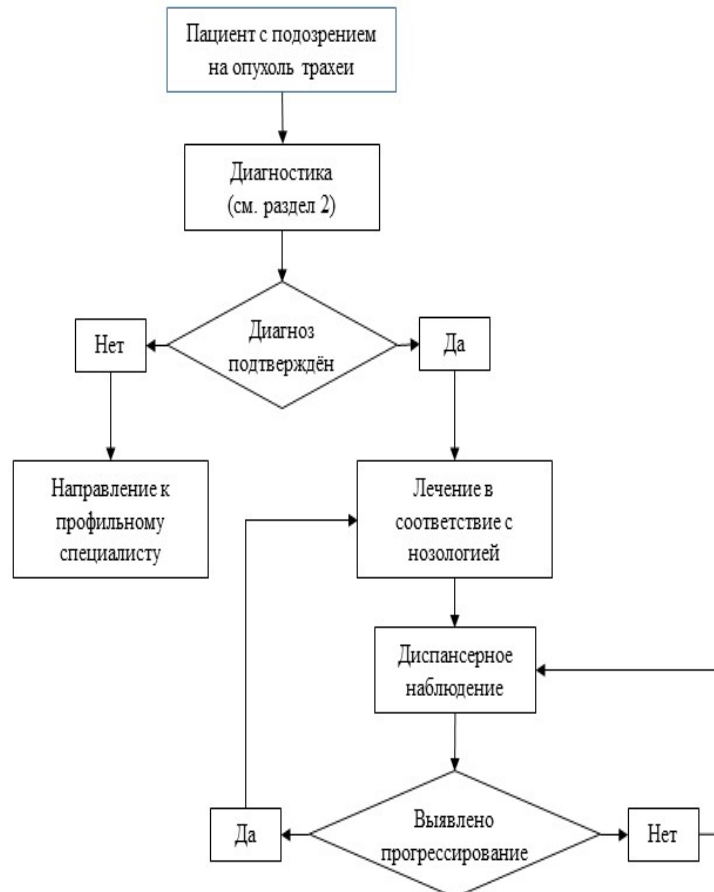 Пациент с подозрением
на опухоль трахеи
Диагностика
(см. раздел 2)
Диагноз
подтверждён
Нет
Да
Направление к
профильному
специалисту
Лечение в
соответствие с
нозологией
Диспансерное
наблюдение
Выявлено
прогрессирование
Да
Нет